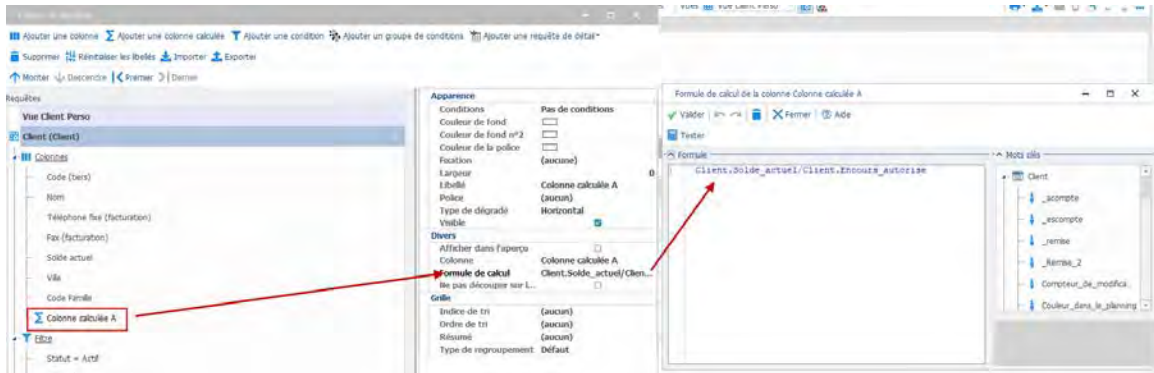 Ajouter une colonne Ajouter une colonne calculée Ajouter une condition Ajouter un groupe de conditions Ajouter une requête de détail
Supprimer Réinitialiser les libellés Importer Exporter
Monter Descendre Premier Dernier
Requêtes
Vue Client Perso
Client (Client)
Colonnes
Code (tiers)
Nom
Téléphone fixe (facturation)
Fax (facturation)
Solde actuel
Ville
Code Famille
Colonne calculée A
Filtre
Statut = Actif
Apparence
Conditions Pas de conditions
Couleur de fond
Couleur de fond n°2
Couleur de la police
Fixation (aucune)
Largeur 0
Libellé Colonne calculée A
Police (aucun)
Type de dégradé Horizontal
Visible
Divers
Afficher dans l'aperçu
Colonne Colonne calculée A
Formule de calcul Client.Solde_actuel/Clien...
Ne pas découper sur L...
Grille
Indice de tri (aucun)
Ordre de tri (aucun)
Résumé (aucun)
Type de regroupement Défaut
Vues Vue Client Perso
Formule de calcul de la colonne Colonne calculée A
Valider Fermer Aide
Tester
Formule
Client.Solde_actuel/Client.Encours_autorise
Mots clés
Client
_acompte
_escompte
_remise
_Remise_2
Compteur_de_modifica...
Couleur_dans_le_planning